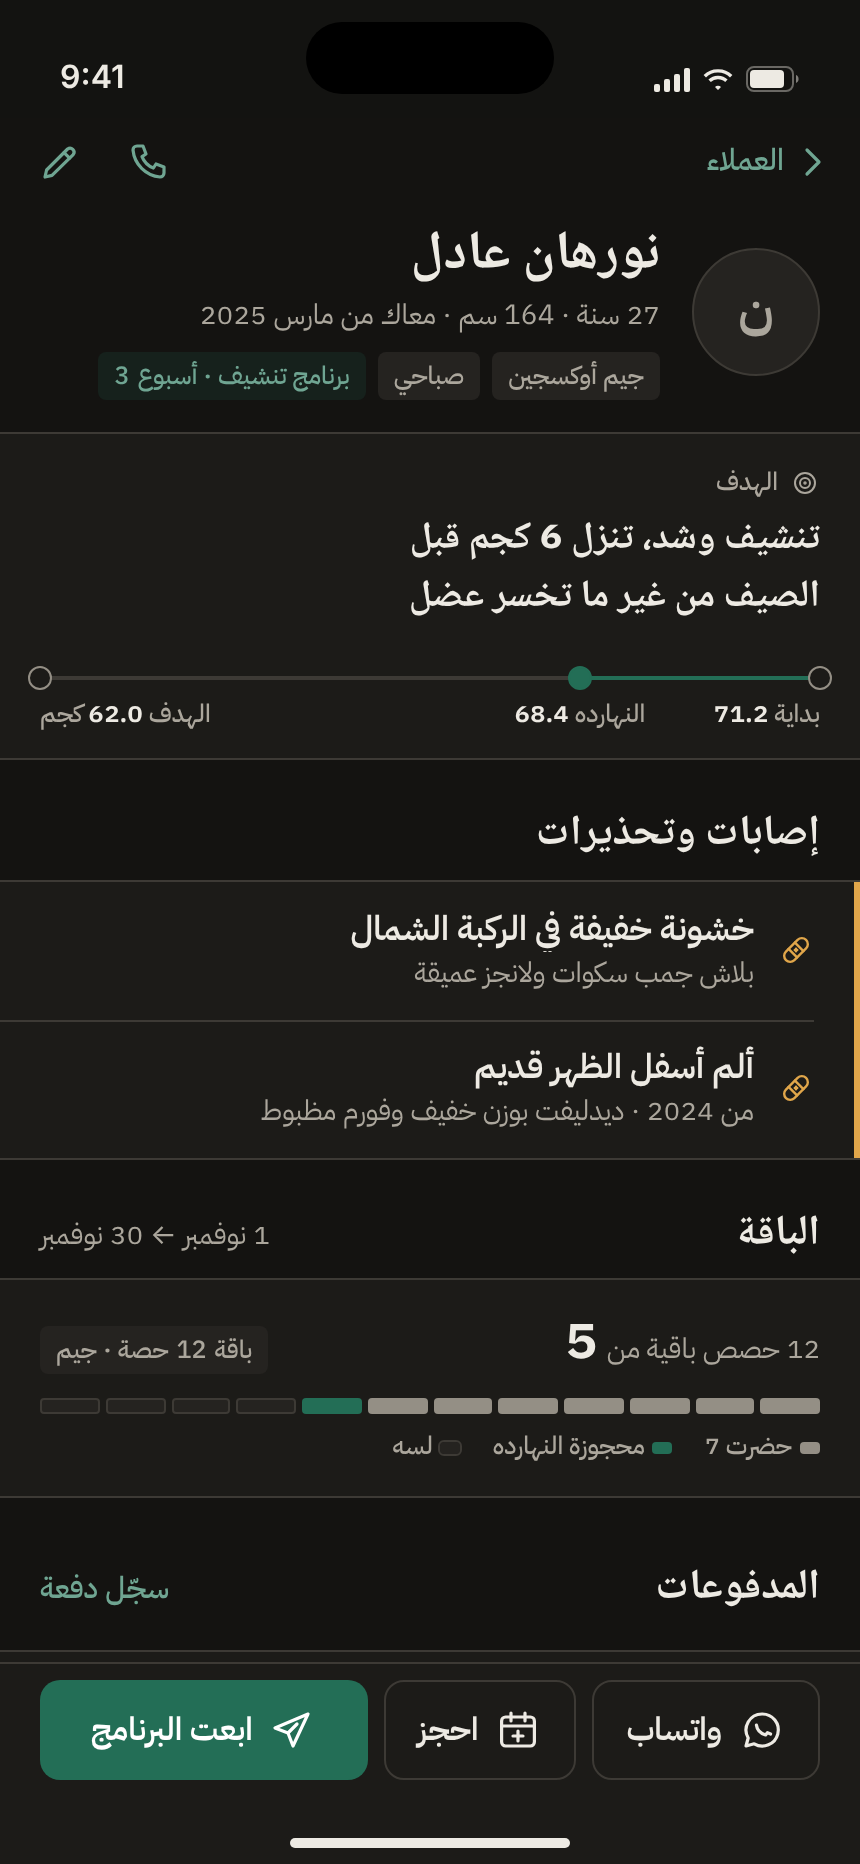 9:41
العملاء
نورهان عادل
27 سنة · 164 سم · معاك من مارس 2025
جيم أوكسجين
صباحي
برنامج تنشيف · أسبوع 3
ن
الهدف
تنشيف وشد، تنزل 6 كجم قبل
الصيف من غير ما تخسر عضل
بداية 71.2
النهارده 68.4
الهدف 62.0 كجم
إصابات وتحذيرات
خشونة خفيفة في الركبة الشمال
بلاش جمب سكوات ولانجز عميقة
ألم أسفل الظهر قديم
من 2024 · ديدليفت بوزن خفيف وفورم مظبوط
الباقة
1 نوفمبر ← 30 نوفمبر
5 حصص باقية من 12
باقة 12 حصة · جيم
حضرت 7
محجوزة النهارده
لسه
المدفوعات
سجّل دفعة
واتساب
احجز
ابعت البرنامج